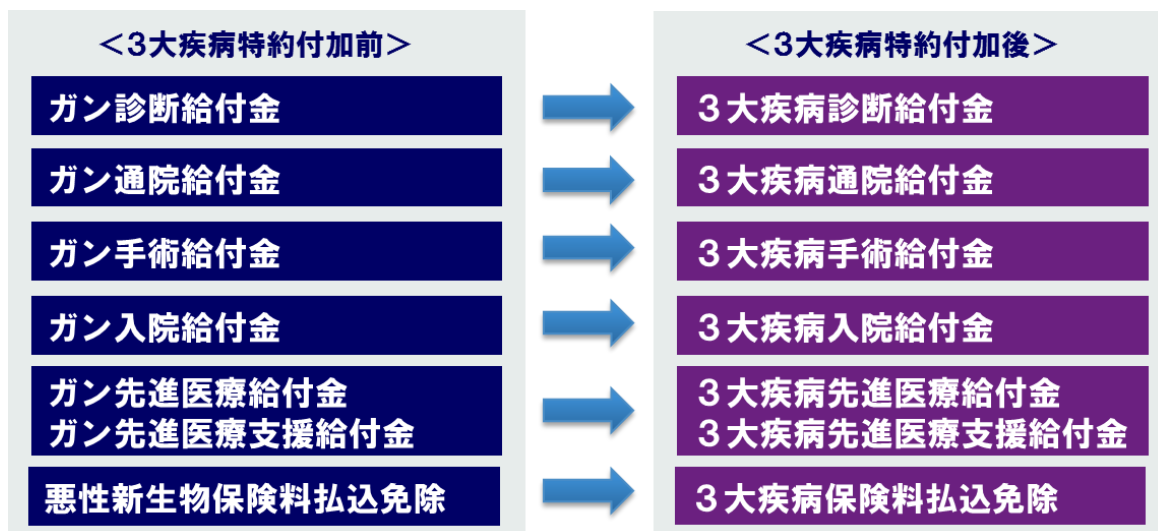 ＜3大疾病特約付加前＞
ガン診断給付金
ガン通院給付金
ガン手術給付金
ガン入院給付金
ガン先進医療給付金
ガン先進医療支援給付金
悪性新生物保険料払込免除
＜3大疾病特約付加後＞
３大疾病診断給付金
３大疾病通院給付金
３大疾病手術給付金
３大疾病入院給付金
３大疾病先進医療給付金
３大疾病先進医療支援給付金
３大疾病保険料払込免除